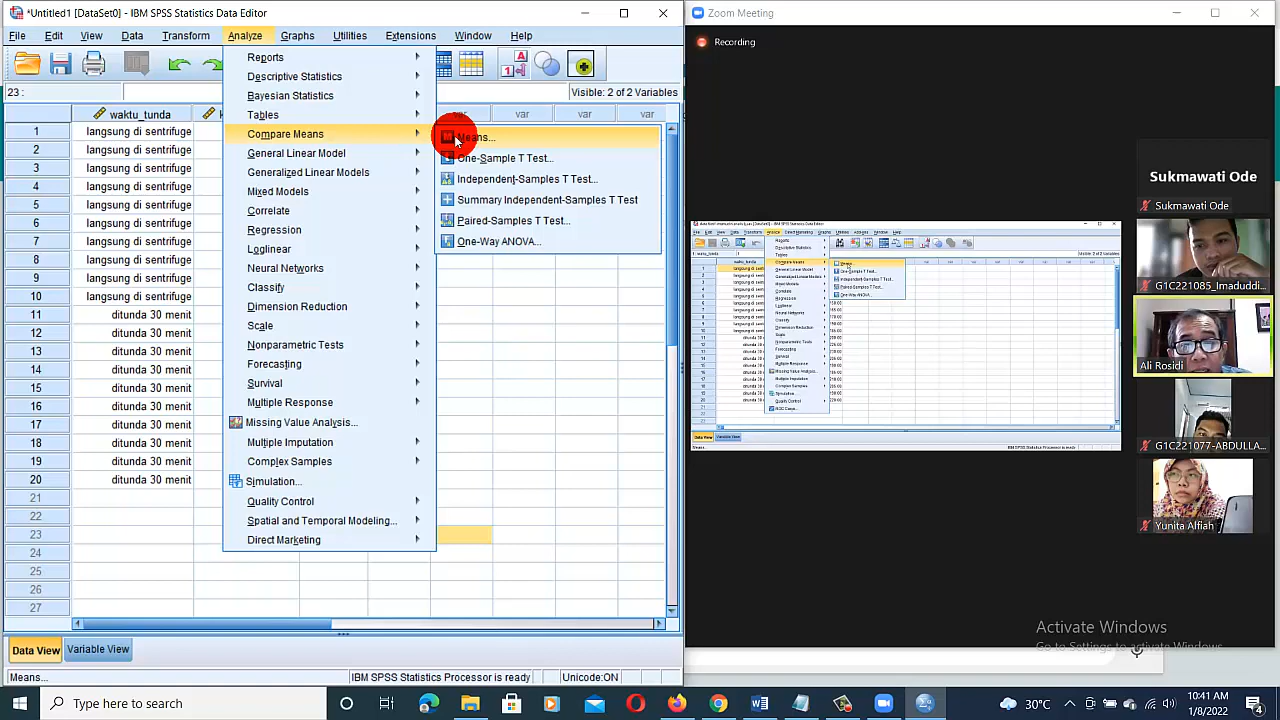 *Untitled1 [DataSet0] - IBM SPSS Statistics Data Editor
File Edit View Data Transform Analyze Graphs Utilities Extensions Window Help
23 :
Visible: 2 of 2 Variables
waktu_tunda
var
var
var
var
1 langsung di sentrifuge
2 langsung di sentrifuge
3 langsung di sentrifuge
4 langsung di sentrifuge
5 langsung di sentrifuge
6 langsung di sentrifuge
7 langsung di sentrifuge
8 langsung di sentrifuge
9 langsung di sentrifuge
10 langsung di sentrifuge
11 ditunda 30 menit
12 ditunda 30 menit
13 ditunda 30 menit
14 ditunda 30 menit
15 ditunda 30 menit
16 ditunda 30 menit
17 ditunda 30 menit
18 ditunda 30 menit
19 ditunda 30 menit
20 ditunda 30 menit
21
22
23
24
25
26
27
Reports
Descriptive Statistics
Bayesian Statistics
Tables
Compare Means
General Linear Model
Generalized Linear Models
Mixed Models
Correlate
Regression
Loglinear
Neural Networks
Classify
Dimension Reduction
Scale
Nonparametric Tests
Forecasting
Survival
Multiple Response
Missing Value Analysis...
Multiple Imputation
Complex Samples
Simulation...
Quality Control
Spatial and Temporal Modeling...
Direct Marketing
Means...
One-Sample T Test...
Independent-Samples T Test...
Summary Independent-Samples T Test
Paired-Samples T Test...
One-Way ANOVA...
Data View Variable View
Means... IBM SPSS Statistics Processor is ready Unicode:ON
Zoom Meeting
Recording
Sukmawati Ode
Sukmawati Ode
G1C221085_Imaduddi...
Ali Rosidi
G1C221077-ABDULLA...
Yunita Alfiah
Activate Windows
Go to Settings to activate Windows.
Type here to search
30°C
10:41 AM
1/8/2022